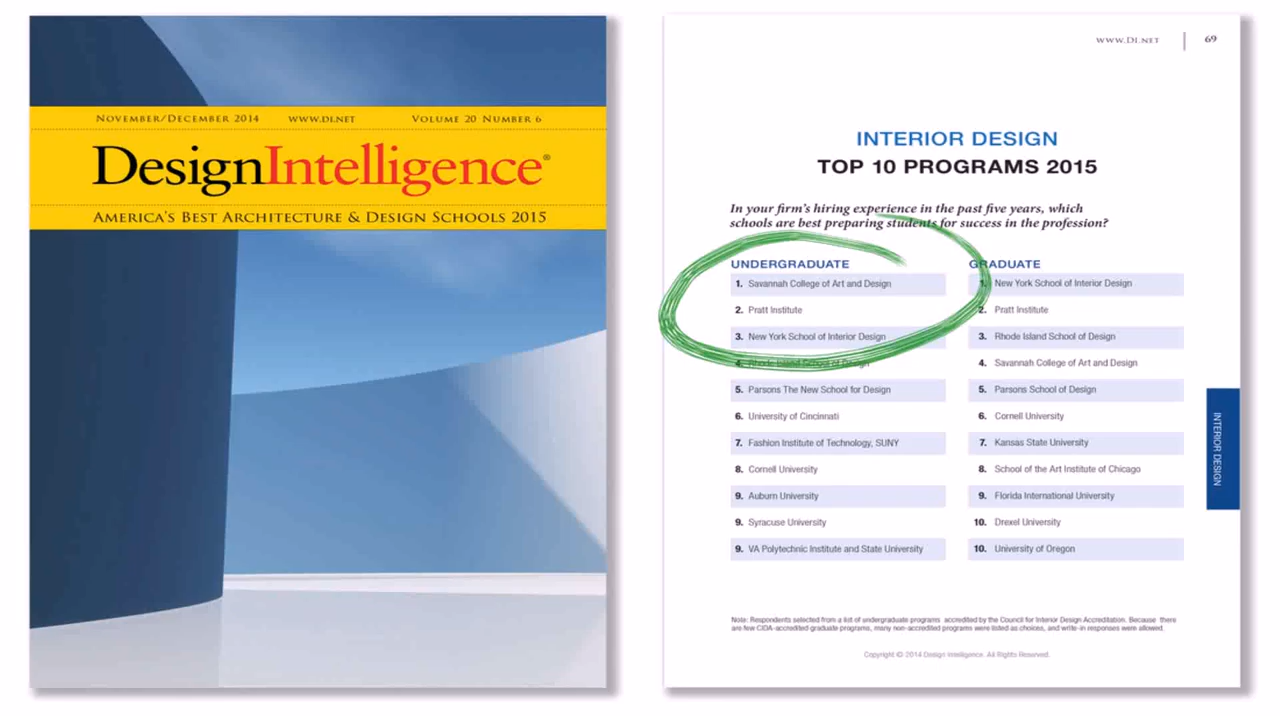 NOVEMBER/DECEMBER 2014 WWW.DI.NET VOLUME 20 NUMBER 6
DesignIntelligence®
AMERICA'S BEST ARCHITECTURE & DESIGN SCHOOLS 2015
WWW.DI.NET 69
INTERIOR DESIGN
TOP 10 PROGRAMS 2015
In your firm's hiring experience in the past five years, which
schools are best preparing students for success in the profession?
UNDERGRADUATE
1. Savannah College of Art and Design
2. Pratt Institute
3. New York School of Interior Design
4. Rhode Island School of Design
5. Parsons The New School for Design
6. University of Cincinnati
7. Fashion Institute of Technology, SUNY
8. Cornell University
9. Auburn University
9. Syracuse University
9. VA Polytechnic Institute and State University
GRADUATE
1. New York School of Interior Design
2. Pratt Institute
3. Rhode Island School of Design
4. Savannah College of Art and Design
5. Parsons School of Design
6. Cornell University
7. Kansas State University
8. School of the Art Institute of Chicago
9. Florida International University
10. Drexel University
10. University of Oregon
INTERIOR DESIGN
Note: Respondents selected from a list of undergraduate programs accredited by the Council for Interior Design Accreditation. Because there
are few CIDA-accredited graduate programs, many non-accredited programs were listed as choices, and write-in responses were allowed.
Copyright © 2014 Design Intelligence. All Rights Reserved.